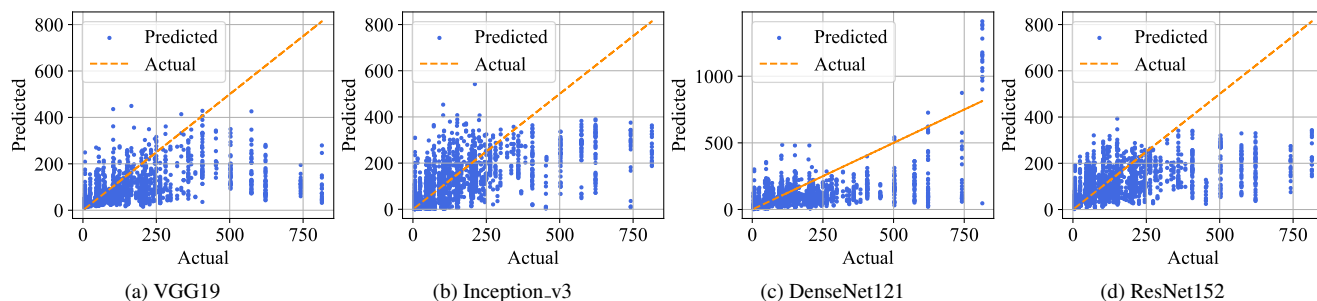 800
600
400
200
0
Predicted
Predicted
Actual
0
250
500
750
Actual
(a) VGG19
800
600
400
200
0
Predicted
Predicted
Actual
0
250
500
750
Actual
(b) Inception_v3
1000
500
0
Predicted
Predicted
Actual
0
250
500
750
Actual
(c) DenseNet121
800
600
400
200
0
Predicted
Predicted
Actual
0
250
500
750
Actual
(d) ResNet152